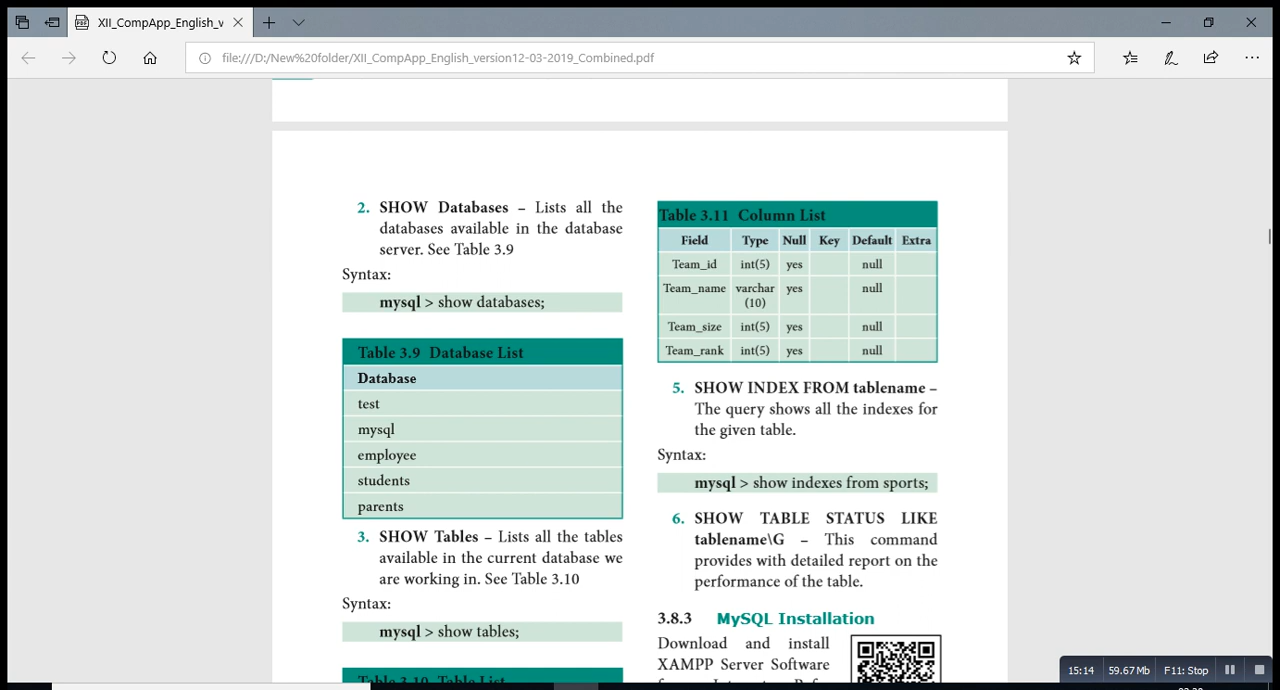 XII_CompApp_English_v
file:///D:/New%20folder/XII_CompApp_English_version12-03-2019_Combined.pdf
2. SHOW Databases – Lists all the
databases available in the database
server. See Table 3.9
Syntax:
mysql > show databases;
Table 3.9 Database List
Database
test
mysql
employee
students
parents
3. SHOW Tables – Lists all the tables
available in the current database we
are working in. See Table 3.10
Syntax:
mysql > show tables;
Table 3.10 Table List
Table 3.11 Column List
Field Type Null Key Default Extra
Team_id int(5) yes null
Team_name varchar yes null
(10)
Team_size int(5) yes null
Team_rank int(5) yes null
5. SHOW INDEX FROM tablename –
The query shows all the indexes for
the given table.
Syntax:
mysql > show indexes from sports;
6. SHOW TABLE STATUS LIKE
tablename\G – This command
provides with detailed report on the
performance of the table.
3.8.3 MySQL Installation
Download and install
XAMPP Server Software
15:14 59.67 Mb F11: Stop